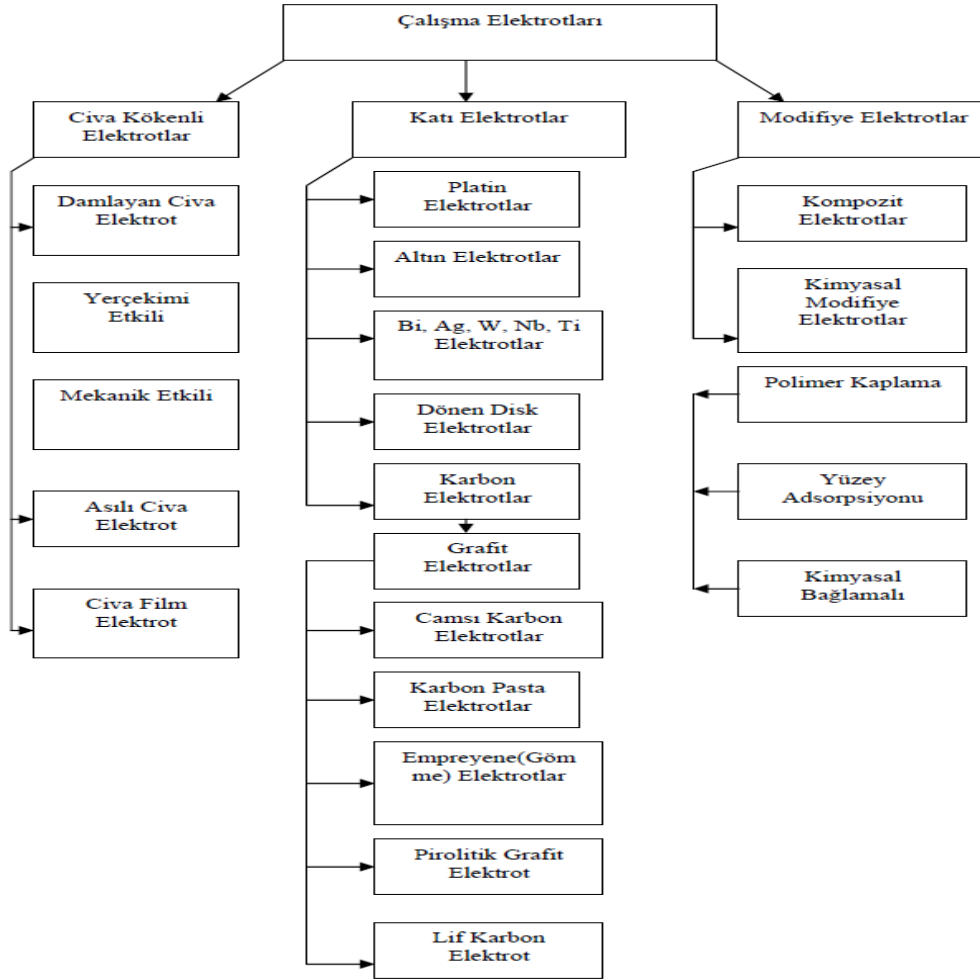 Çalışma Elektrotları
Civa Kökenli
Elektrotlar
Damlayan Civa
Elektrot
Yerçekimi
Etkili
Mekanik Etkili
Asılı Civa
Elektrot
Civa Film
Elektrot
Katı Elektrotlar
Platin
Elektrotlar
Altın Elektrotlar
Bi, Ag, W, Nb, Ti
Elektrotlar
Dönen Disk
Elektrotlar
Karbon
Elektrotlar
Grafit
Elektrotlar
Camsı Karbon
Elektrotlar
Karbon Pasta
Elektrotlar
Empreyene(Göm
me) Elektrotlar
Pirolitik Grafit
Elektrot
Lif Karbon
Elektrot
Modifiye Elektrotlar
Kompozit
Elektrotlar
Kimyasal
Modifiye
Elektrotlar
Polimer Kaplama
Yüzey
Adsorpsiyonu
Kimyasal
Bağlamalı